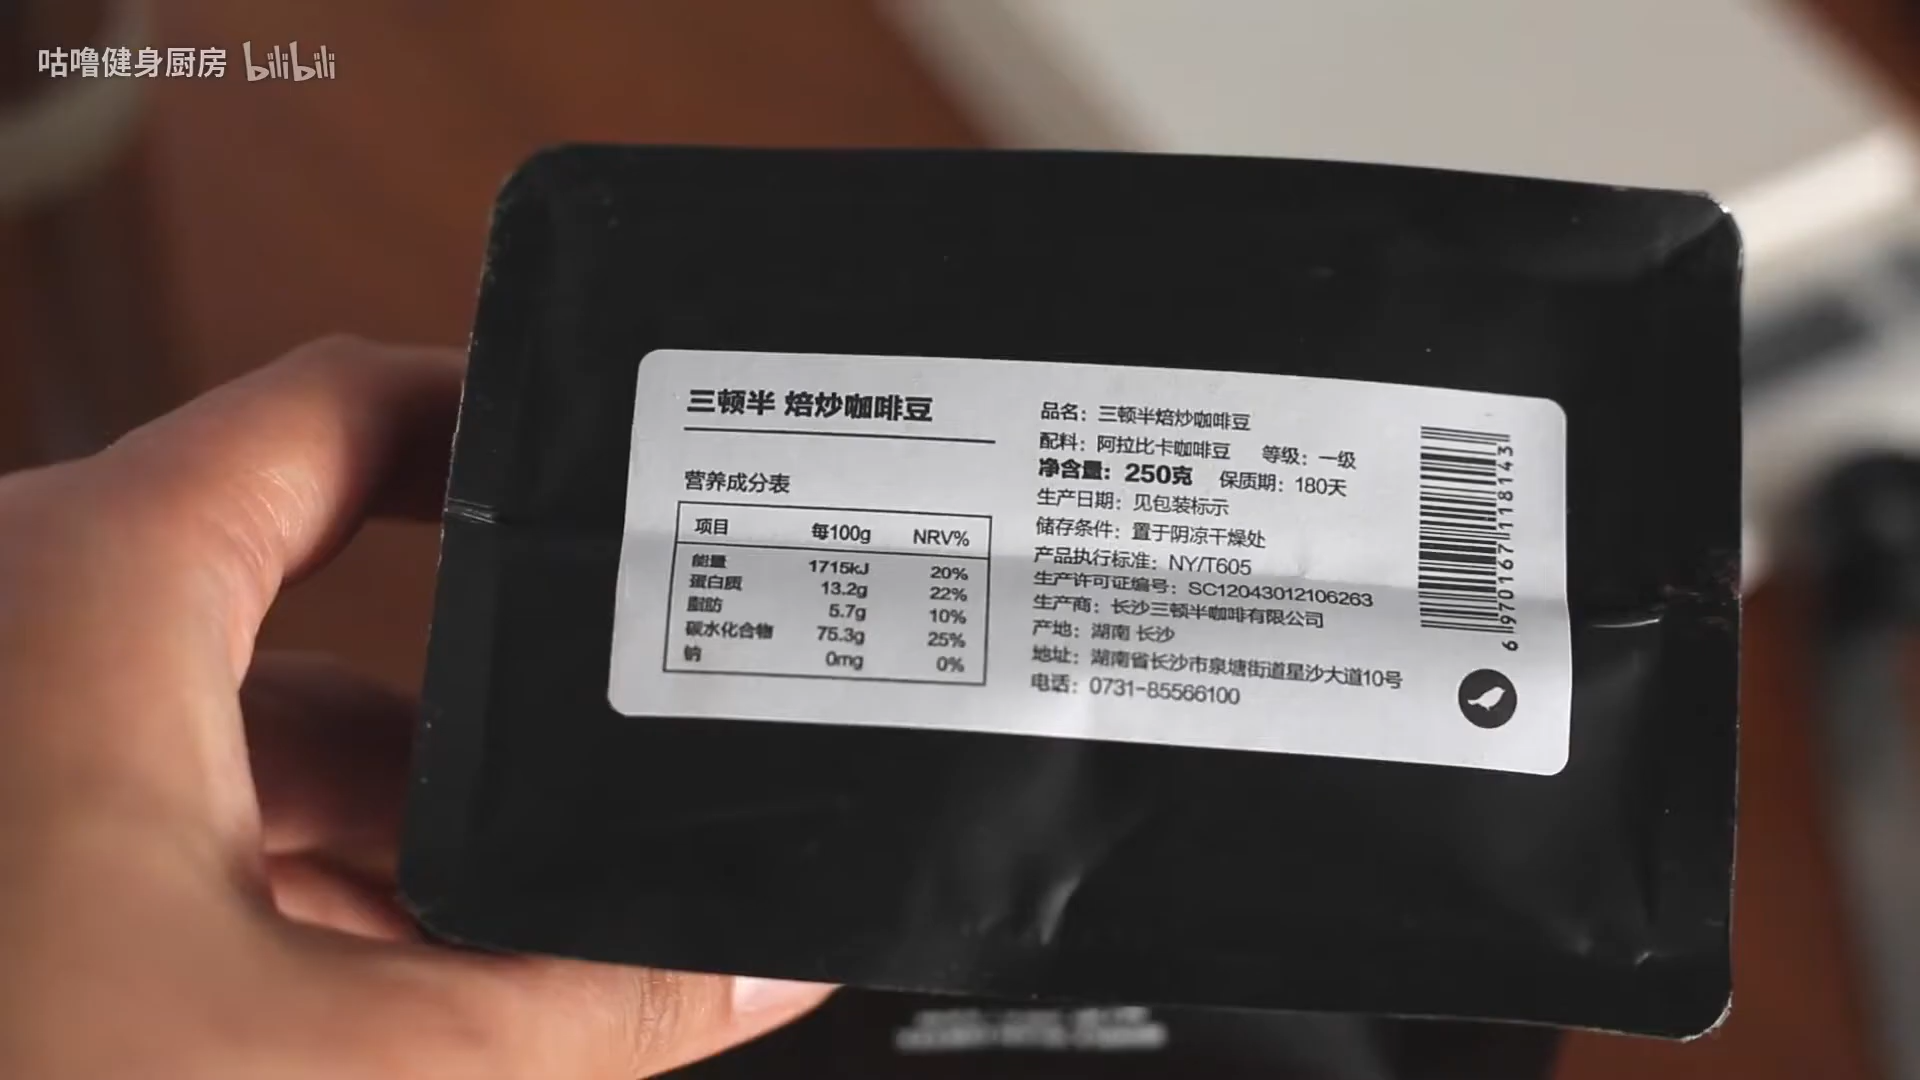 咕噜健身厨房 bilibili
三顿半 焙炒咖啡豆
营养成分表
项目 每100g NRV%
能量 1715kJ 20%
蛋白质 13.2g 22%
脂肪 5.7g 10%
碳水化合物 75.3g 25%
钠 0mg 0%
品名：三顿半焙炒咖啡豆
配料：阿拉比卡咖啡豆 等级：一级
净含量：250克 保质期：180天
生产日期：见包装标示
储存条件：置于阴凉干燥处
产品执行标准：NY/T605
生产许可证编号：SC12043012106263
生产商：长沙三顿半咖啡有限公司
产地：湖南 长沙
地址：湖南省长沙市泉塘街道星沙大道10号
电话：0731-85566100
6 970167 118143